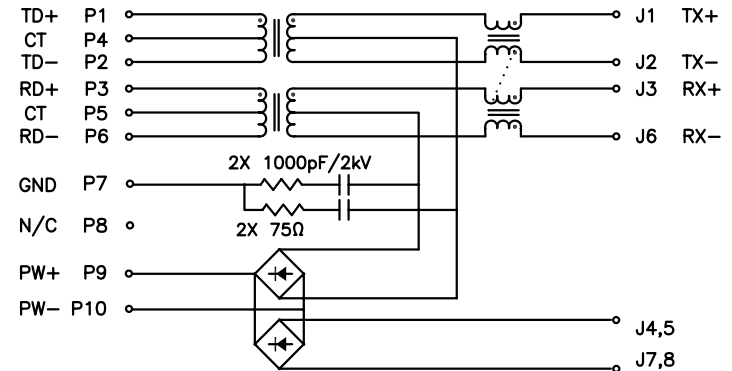 TD+ P1 J1 TX+
CT P4
TD- P2 J2 TX-
RD+ P3 J3 RX+
CT P5
RD- P6 J6 RX-
2X 1000pF/2kV
GND P7
2X 75Ω
N/C P8
PW+ P9
PW- P10
J4,5
J7,8